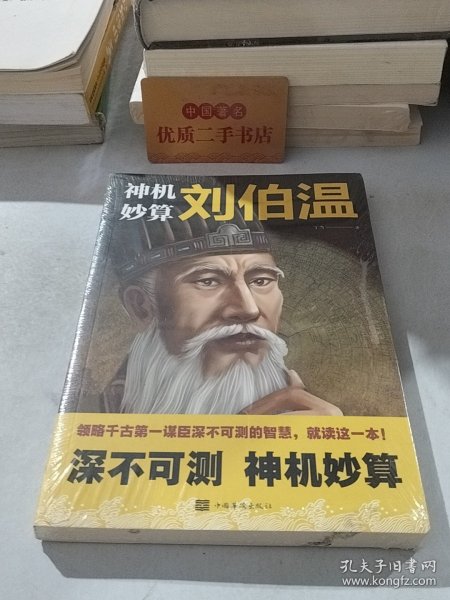 中国著名
优质二手书店
神机
妙算
刘伯温
领略千古第一谋臣深不可测的智慧，就读这一本！
深不可测 神机妙算
中国华侨出版社
孔夫子旧书网
www.kongfz.com